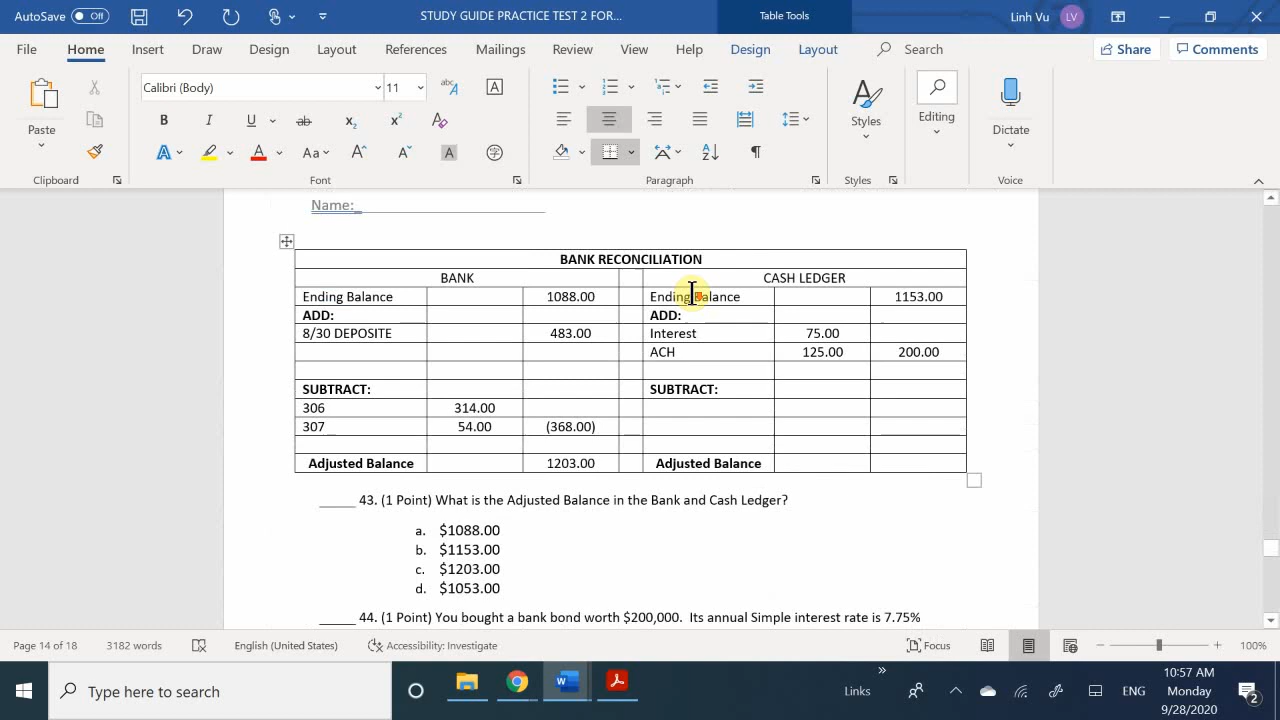 AutoSave Off STUDY GUIDE PRACTICE TEST 2 FOR... Table Tools Linh Vu LV
File Home Insert Draw Design Layout References Mailings Review View Help Design Layout Search Share Comments
Calibri (Body) 11
Paste Styles Editing Dictate
Clipboard Font Paragraph Styles Voice
Name:_
BANK RECONCILIATION
BANK CASH LEDGER
Ending Balance 1088.00 Ending Balance 1153.00
ADD: ADD:
8/30 DEPOSITE 483.00 Interest 75.00
ACH 125.00 200.00
SUBTRACT: SUBTRACT:
306 314.00
307 54.00 (368.00)
Adjusted Balance 1203.00 Adjusted Balance
_____ 43. (1 Point) What is the Adjusted Balance in the Bank and Cash Ledger?
a. $1088.00
b. $1153.00
c. $1203.00
d. $1053.00
_____ 44. (1 Point) You bought a bank bond worth $200,000. Its annual Simple interest rate is 7.75%
Page 14 of 18 3182 words English (United States) Accessibility: Investigate Focus 100%
Type here to search Links ENG 10:57 AM
Monday
9/28/2020 2